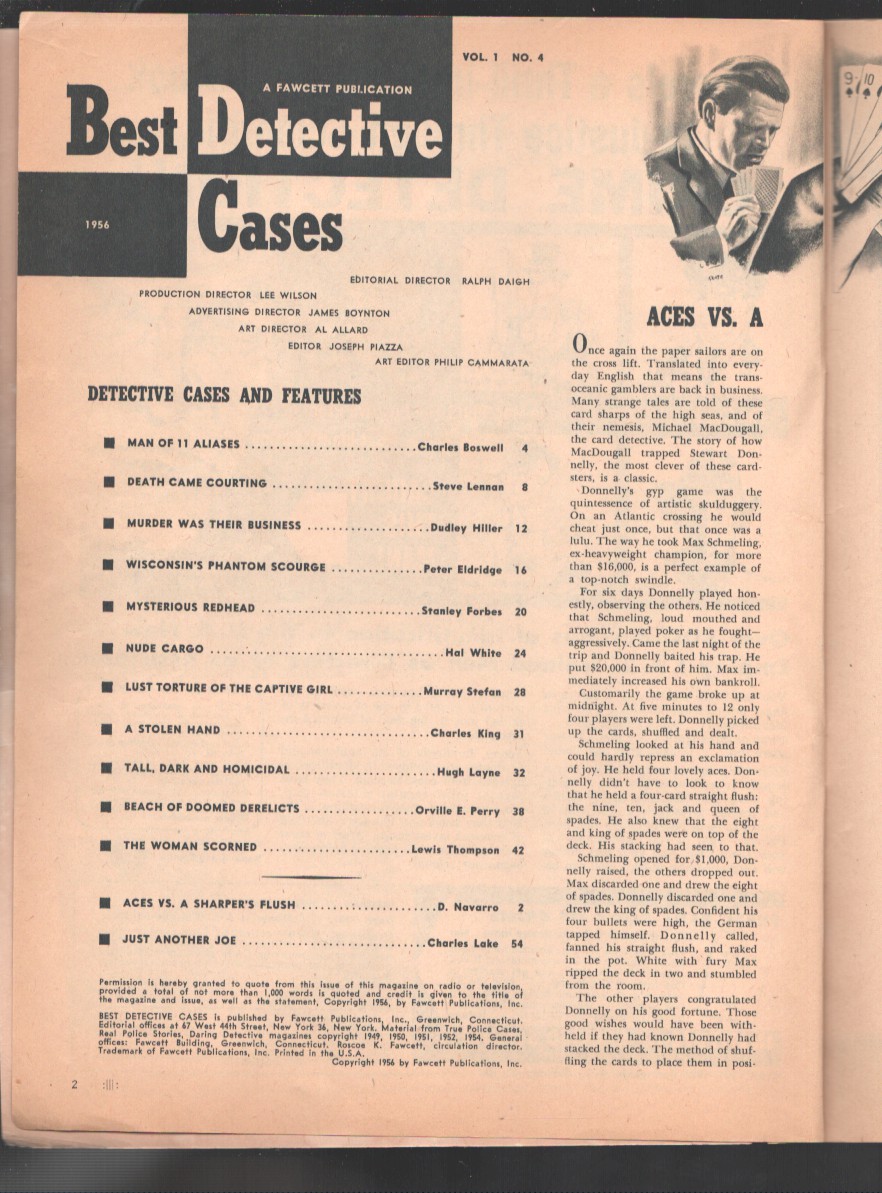 VOL. 1 NO. 4
A FAWCETT PUBLICATION
Best Detective
Cases
1956
EDITORIAL DIRECTOR RALPH DAIGH
PRODUCTION DIRECTOR LEE WILSON
ADVERTISING DIRECTOR JAMES BOYNTON
ART DIRECTOR AL ALLARD
EDITOR JOSEPH PIAZZA
ART EDITOR PHILIP CAMMARATA
DETECTIVE CASES AND FEATURES
MAN OF 11 ALIASES ..........................Charles Boswell 4
DEATH CAME COURTING ........................Steve Lennan 8
MURDER WAS THEIR BUSINESS ..................Dudley Hiller 12
WISCONSIN'S PHANTOM SCOURGE ..............Peter Eldridge 16
MYSTERIOUS REDHEAD ........................Stanley Forbes 20
NUDE CARGO ....................................Hal White 24
LUST TORTURE OF THE CAPTIVE GIRL .............Murray Stefan 28
A STOLEN HAND ...............................Charles King 31
TALL, DARK AND HOMICIDAL ......................Hugh Layne 32
BEACH OF DOOMED DERELICTS .................Orville E. Perry 38
THE WOMAN SCORNED .......................Lewis Thompson 42
ACES VS. A SHARPER'S FLUSH .....................D. Navarro 2
JUST ANOTHER JOE ............................Charles Lake 54
Permission is hereby granted to quote from this issue of this magazine on radio or television,
provided a total of not more than 1,000 words is quoted and credit is given to the title of
the magazine and issue, as well as the statement, Copyright 1956, by Fawcett Publications, Inc.
BEST DETECTIVE CASES is published by Fawcett Publications, Inc., Greenwich, Connecticut.
Editorial offices at 67 West 44th Street, New York 36, New York. Material from True Police Cases,
Real Police Stories, Daring Detective magazines copyright 1949, 1950, 1951, 1952, 1954. General
offices: Fawcett Building, Greenwich, Connecticut. Roscoe K. Fawcett, circulation director.
Trademark of Fawcett Publications, Inc. Printed in the U.S.A.
Copyright 1956 by Fawcett Publications, Inc.
2
9 10
ACES VS. A
Once again the paper sailors are on
the cross lift. Translated into every-
day English that means the trans-
oceanic gamblers are back in business.
Many strange tales are told of these
card sharps of the high seas, and of
their nemesis, Michael MacDougall,
the card detective. The story of how
MacDougall trapped Stewart Don-
nelly, the most clever of these card-
sters, is a classic.
Donnelly's gyp game was the
quintessence of artistic skulduggery.
On an Atlantic crossing he would
cheat just once, but that once was a
lulu. The way he took Max Schmeling,
ex-heavyweight champion, for more
than $16,000, is a perfect example of
a top-notch swindle.
For six days Donnelly played hon-
estly, observing the others. He noticed
that Schmeling, loud mouthed and
arrogant, played poker as he fought—
aggressively. Came the last night of the
trip and Donnelly baited his trap. He
put $20,000 in front of him. Max im-
mediately increased his own bankroll.
Customarily the game broke up at
midnight. At five minutes to 12 only
four players were left. Donnelly picked
up the cards, shuffled and dealt.
Schmeling looked at his hand and
could hardly repress an exclamation
of joy. He held four lovely aces. Don-
nelly didn't have to look to know
that he held a four-card straight flush:
the nine, ten, jack and queen of
spades. He also knew that the eight
and king of spades were on top of the
deck. His stacking had seen to that.
Schmeling opened for $1,000, Don-
nelly raised, the others dropped out.
Max discarded one and drew the eight
of spades. Donnelly discarded one and
drew the king of spades. Confident his
four bullets were high, the German
tapped himself. Donnelly called,
fanned his straight flush, and raked
in the pot. White with fury Max
ripped the deck in two and stumbled
from the room.
The other players congratulated
Donnelly on his good fortune. Those
good wishes would have been with-
held if they had known Donnelly had
stacked the deck. The method of shuf-
fling the cards to place them in posi-